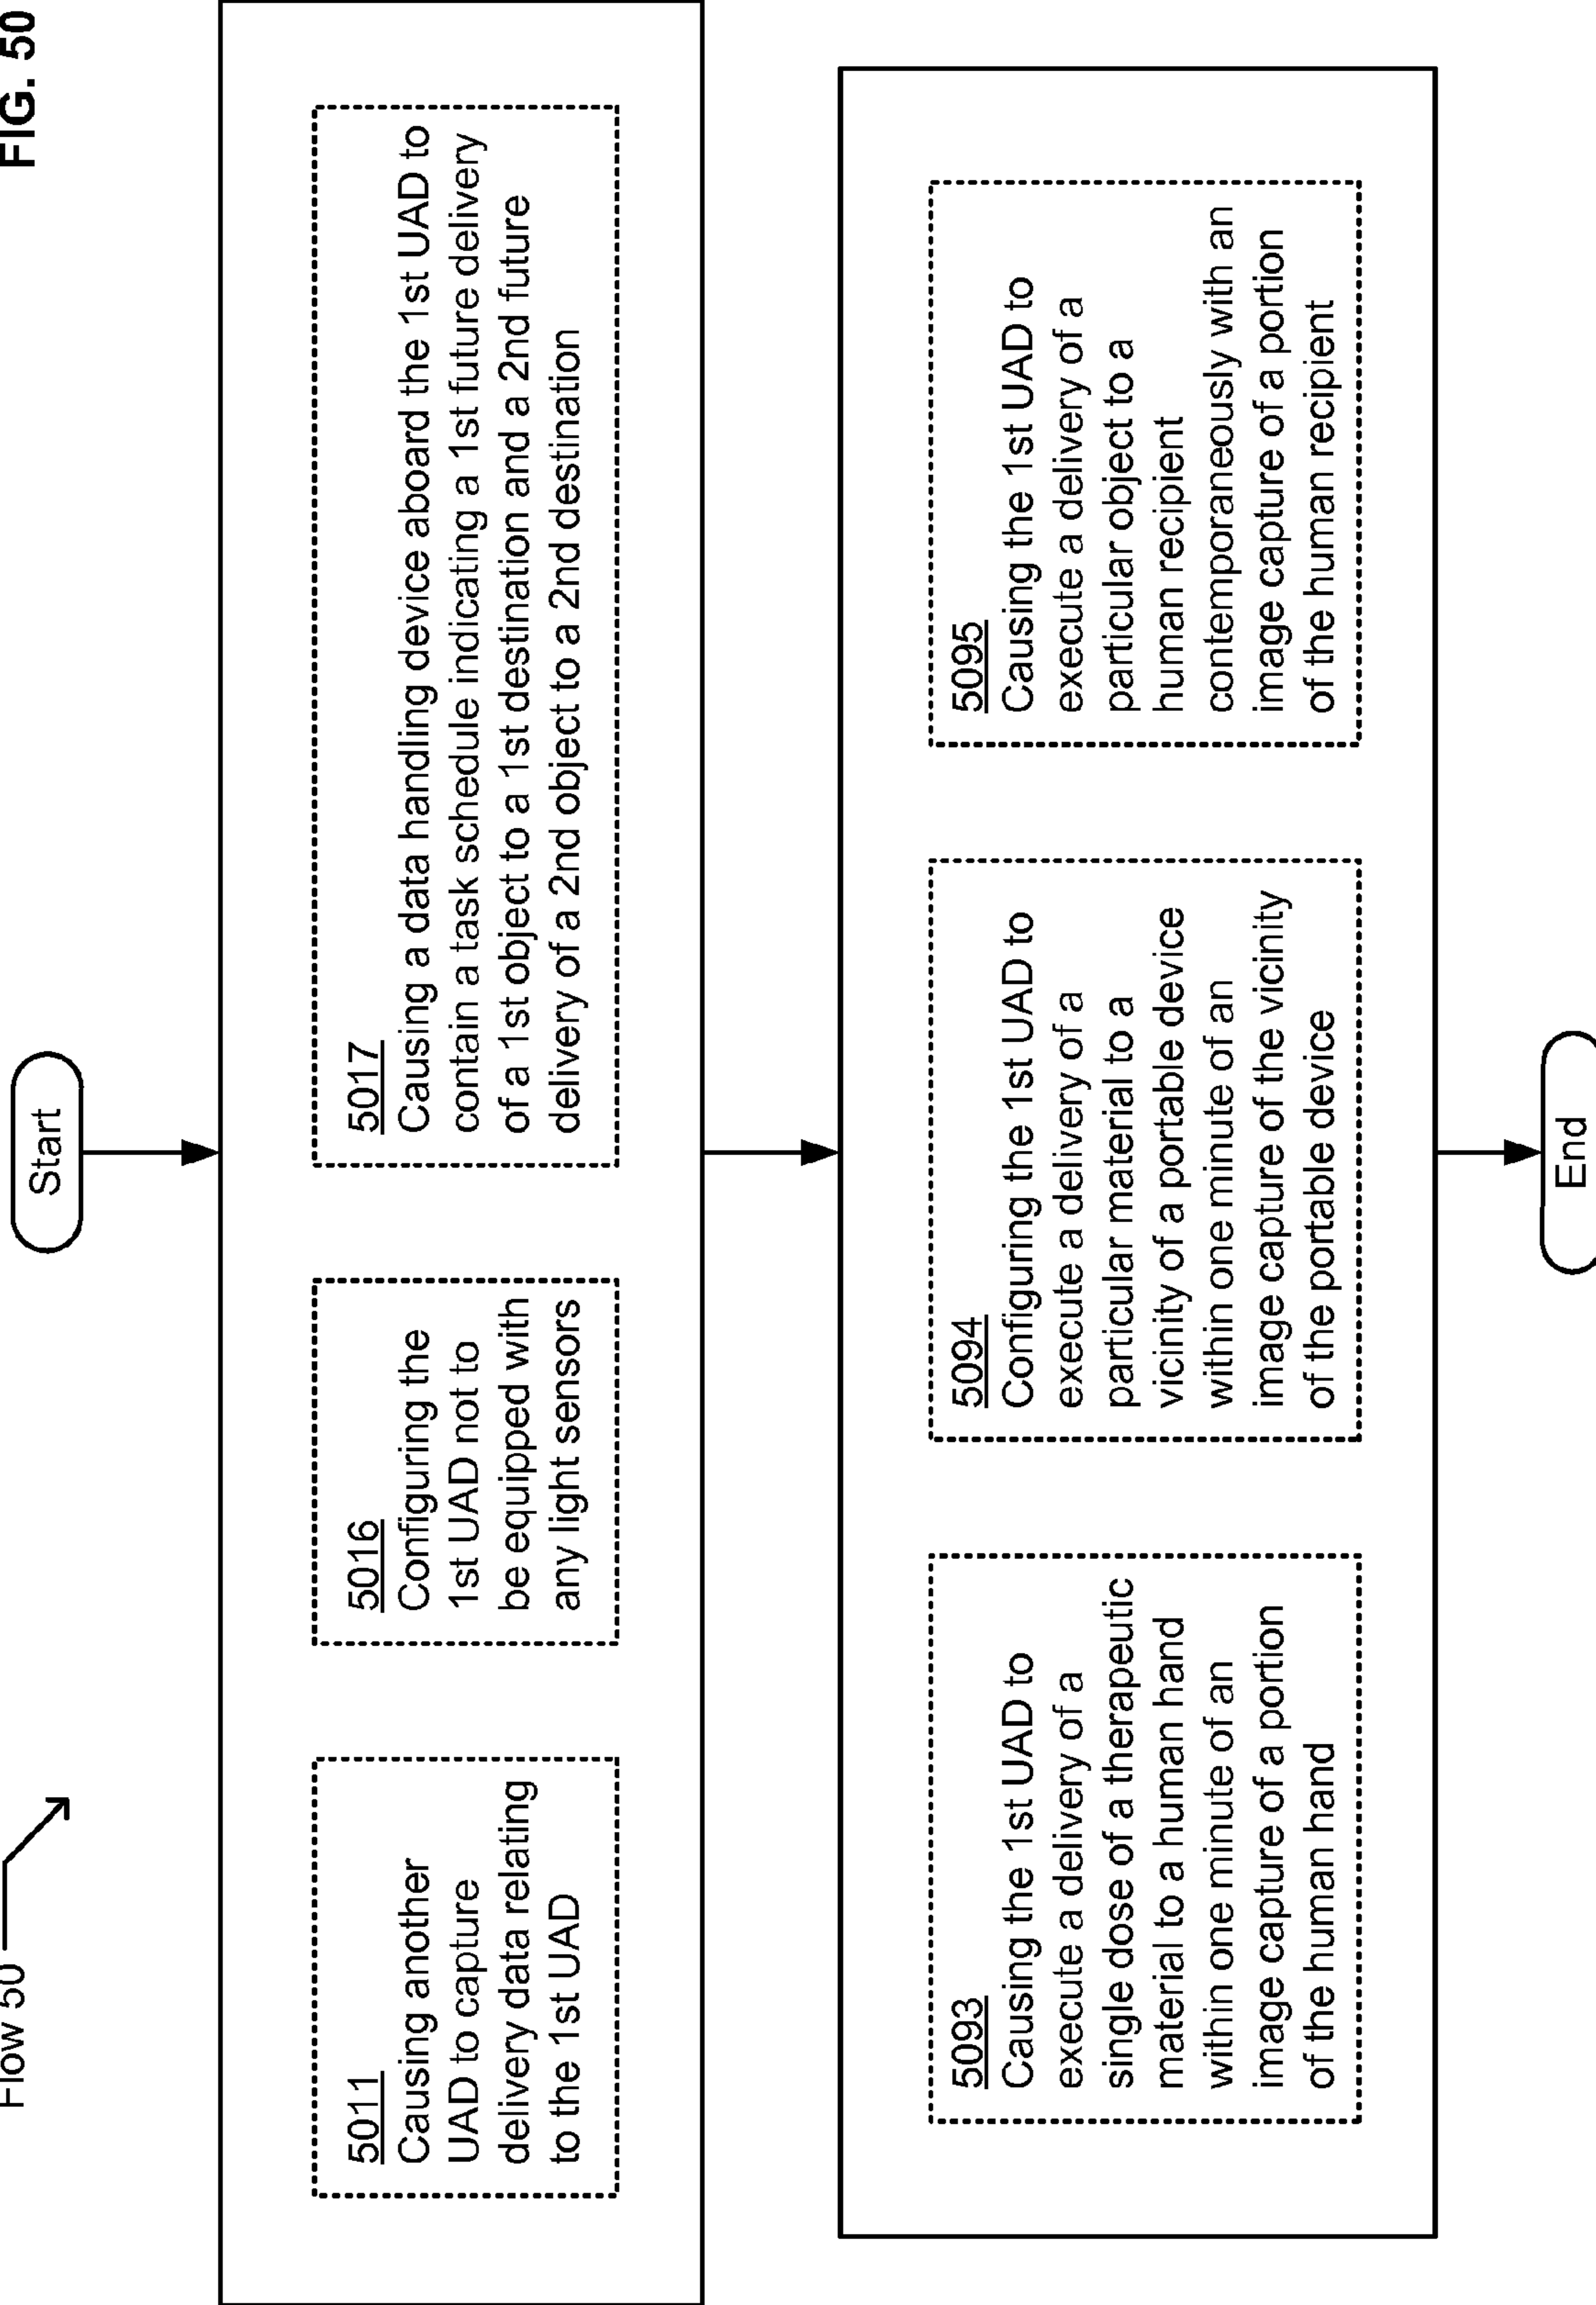 Flow 50
FIG. 50
Start
5011
Causing another
UAD to capture
delivery data relating
to the 1st UAD
5016
Configuring the
1st UAD not to
be equipped with
any light sensors
5017
Causing a data handling device aboard the 1st UAD to
contain a task schedule indicating a 1st future delivery
of a 1st object to a 1st destination and a 2nd future
delivery of a 2nd object to a 2nd destination
5093
Causing the 1st UAD to
execute a delivery of a
single dose of a therapeutic
material to a human hand
within one minute of an
image capture of a portion
of the human hand
5094
Configuring the 1st UAD to
execute a delivery of a
particular material to a
vicinity of a portable device
within one minute of an
image capture of the vicinity
of the portable device
5095
Causing the 1st UAD to
execute a delivery of a
particular object to a
human recipient
contemporaneously with an
image capture of a portion
of the human recipient
End